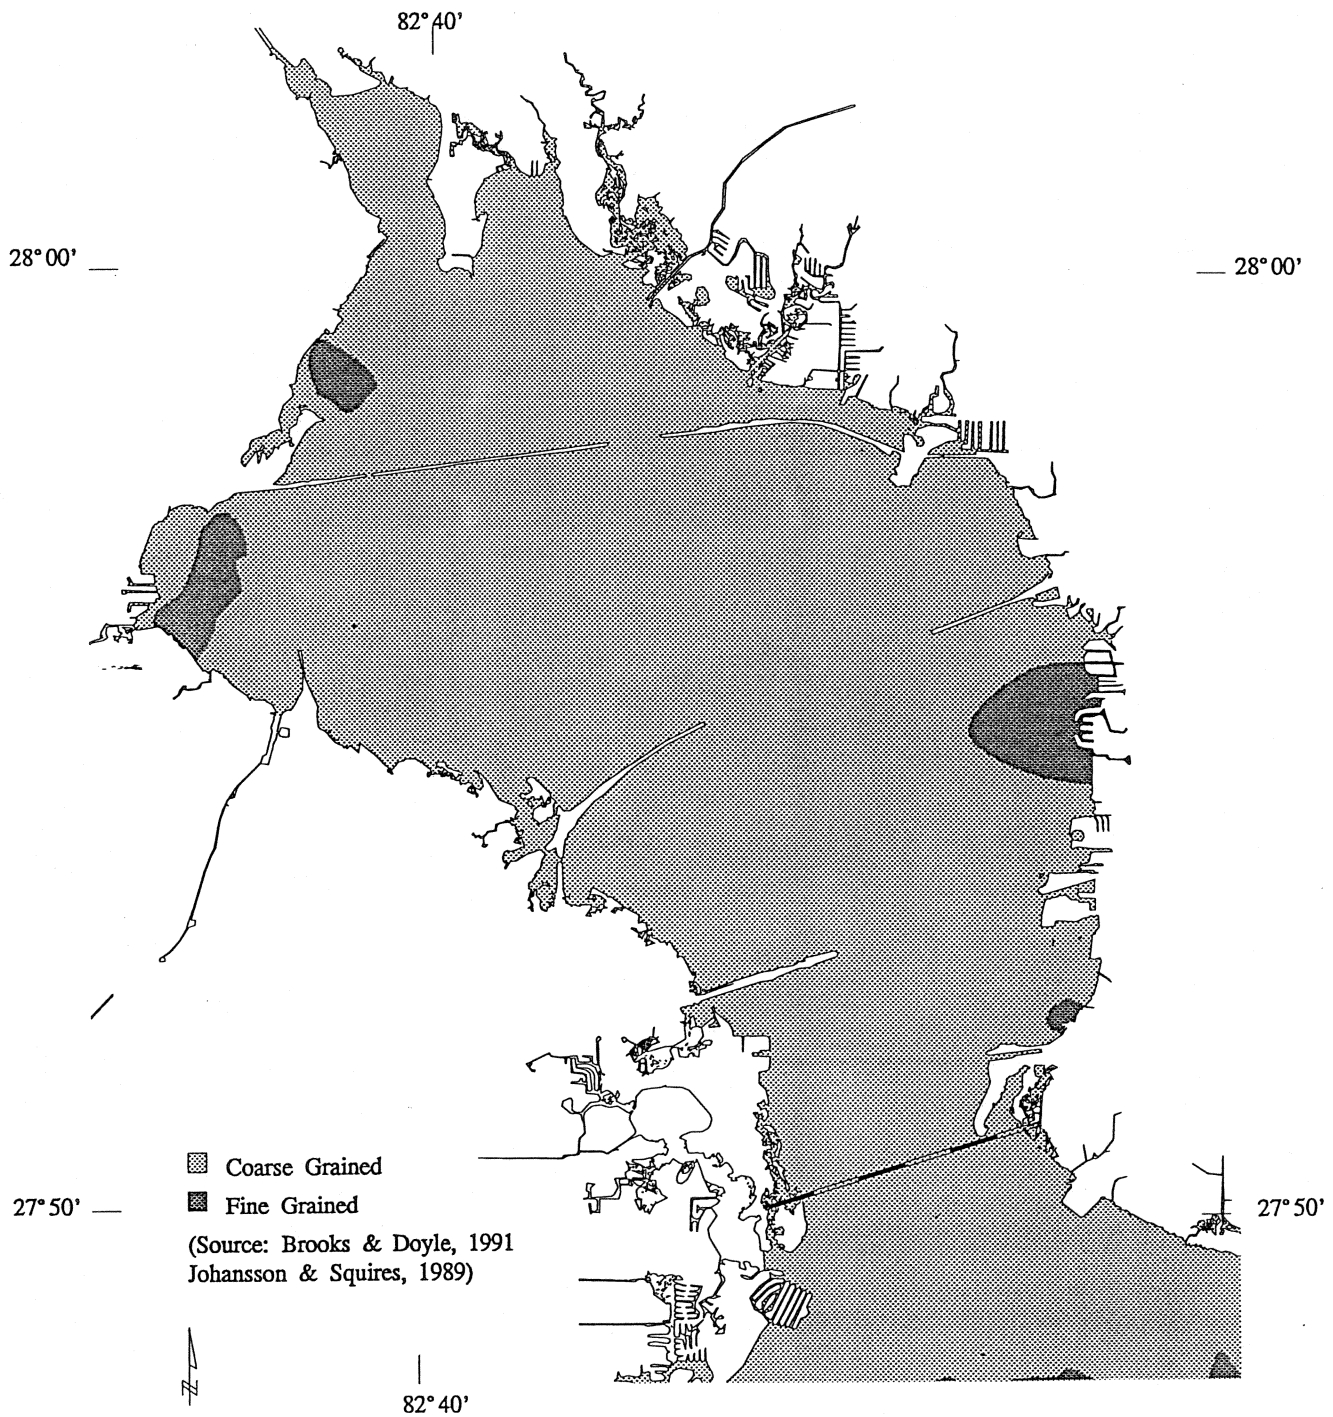 82°40'
28°00'
28°00'
Coarse Grained
Fine Grained
27°50'
27°50'
(Source: Brooks & Doyle, 1991
Johansson & Squires, 1989)
N
82°40'